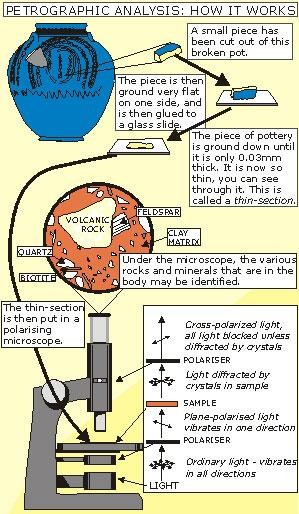 PETROGRAPHIC ANALYSIS: HOW IT WORKS
A small piece has
been cut out of this
broken pot.
The piece is then
ground very flat
on one side, and
is then glued to
a glass slide.
The piece of pottery
is ground down until
it is only 0.03mm
thick. It is now so
thin, you can see
through it. This is
called a thin-section.
FELDSPAR
VOLCANIC
ROCK
CLAY
MATRIX
QUARTZ
BIOTITE
Under the microscope, the various
rocks and minerals that are in the
body may be identified.
The thin-section
is then put in a
polarising
microscope.
Cross-polarized light,
all light blocked unless
diffracted by crystals
POLARISER
Light diffracted by
crystals in sample
SAMPLE
Plane-polarised light
vibrates in one direction
POLARISER
Ordinary light - vibrates
in all directions
LIGHT